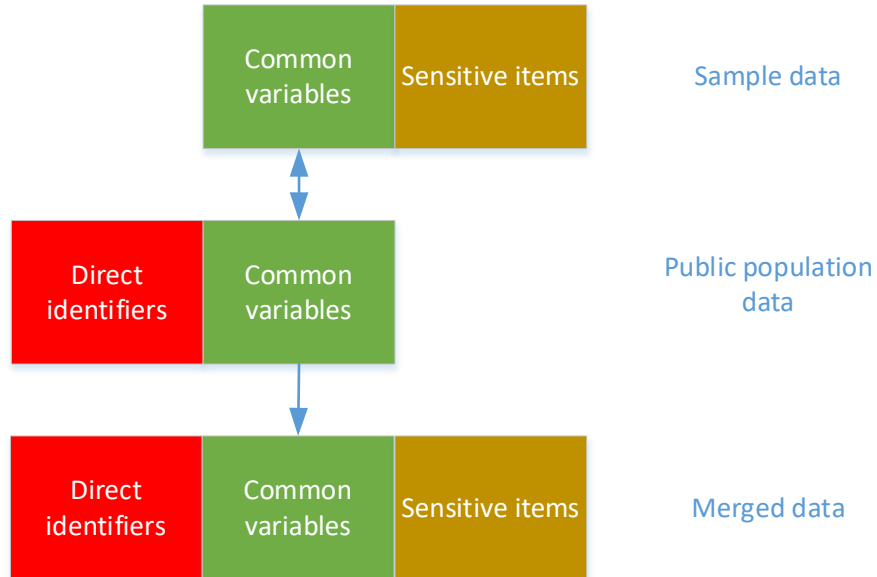 Common
variables
Sensitive items
Sample data
Direct
identifiers
Common
variables
Public population
data
Direct
identifiers
Common
variables
Sensitive items
Merged data